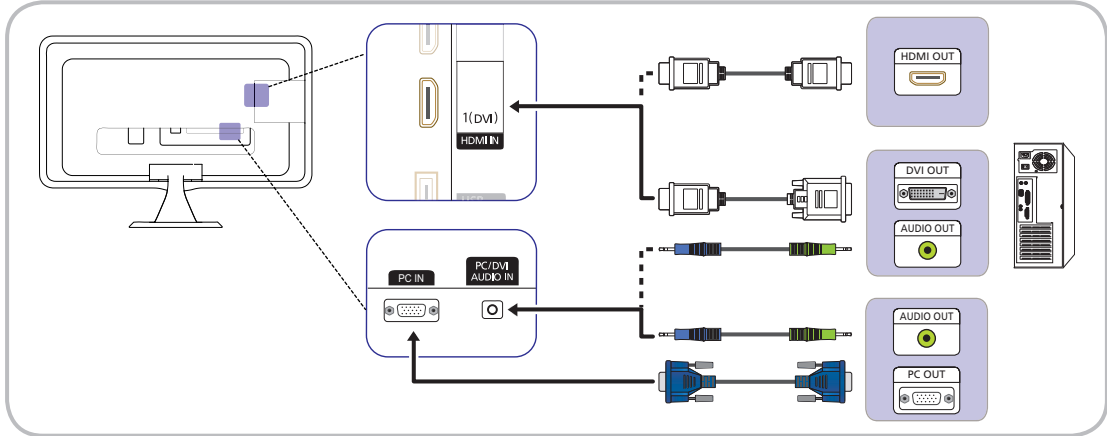 1(DVI)
HDMI IN
PC IN
PC/DVI
AUDIO IN
HDMI OUT
DVI OUT
AUDIO OUT
AUDIO OUT
PC OUT